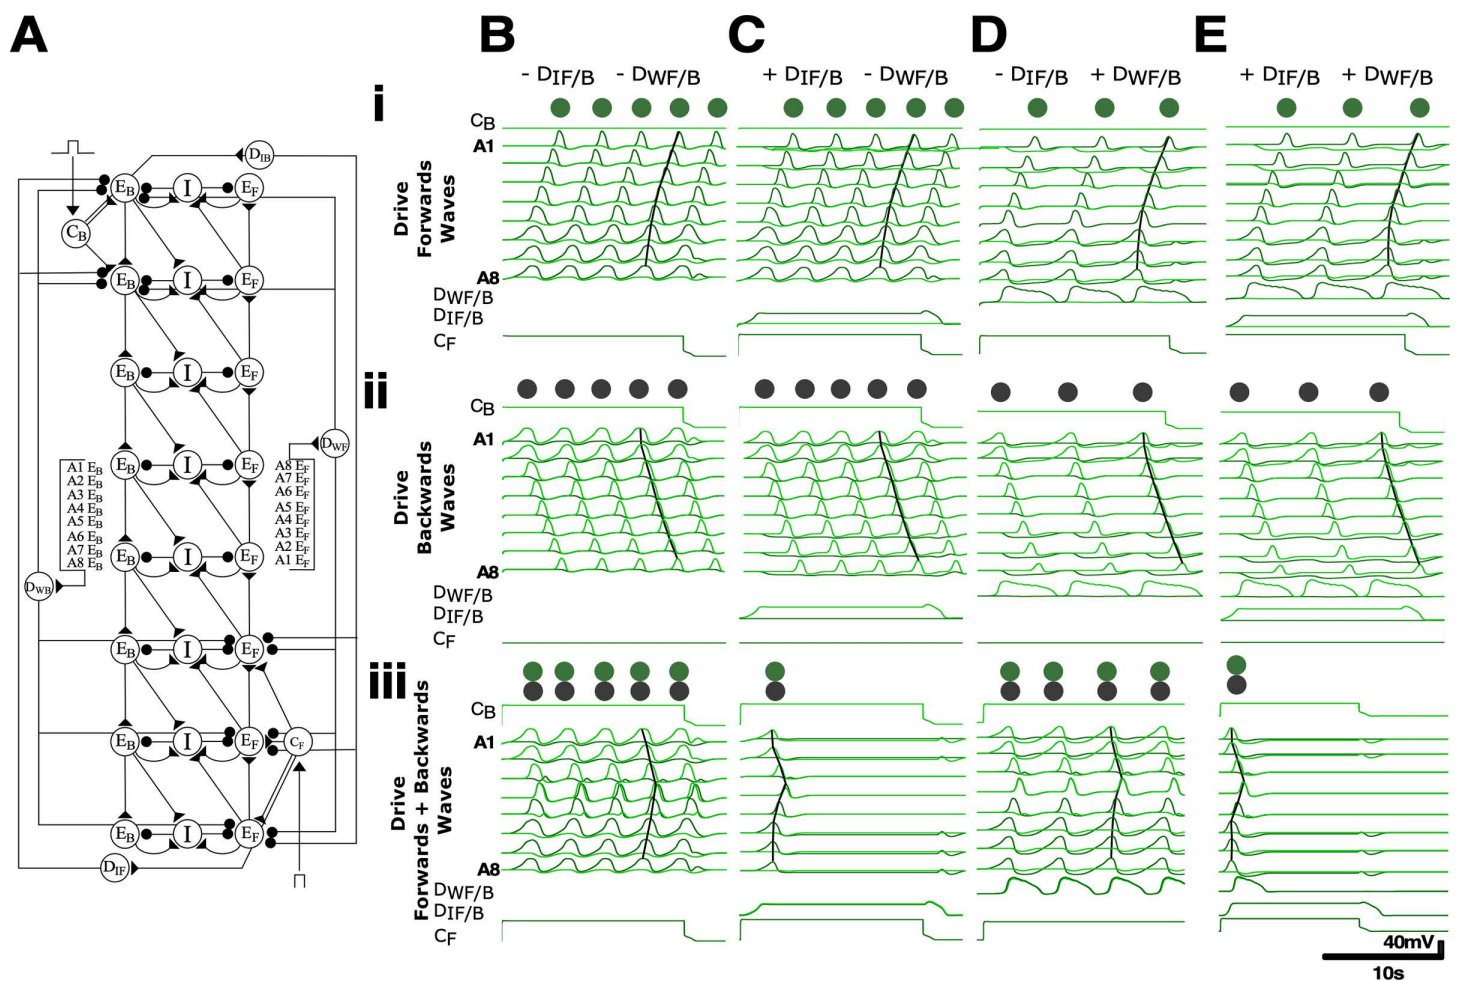 A
B
C
D
E
- DIF/B - DWF/B
+ DIF/B - DWF/B
- DIF/B + DWF/B
+ DIF/B + DWF/B
i
Drive
Forwards
Waves
CB
A1
A8
DWF/B
DIF/B
CF
ii
Drive
Backwards
Waves
CB
A1
A8
DWF/B
DIF/B
CF
iii
Drive
Forwards + Backwards
Waves
CB
A1
A8
DWF/B
DIF/B
CF
40mV
10s
DIB
EB I EF
CB
EB I EF
EB I EF
DWF
EB I EF
A1 EB
A2 EB
A3 EB
A4 EB
A5 EB
A6 EB
A7 EB
A8 EB
A8 EF
A7 EF
A6 EF
A5 EF
A4 EF
A3 EF
A2 EF
A1 EF
EB I EF
DWB
EB I EF
EB I EF CF
EB I EF
DIF